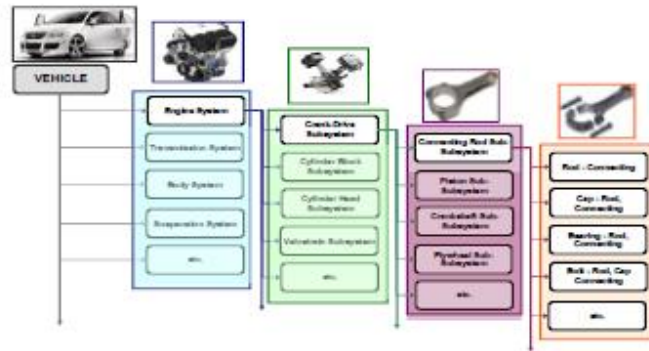 VEHICLE
Engine System
Transmission System
Body System
Suspension System
etc.
Crank-Drive
Subsystem
Cylinder Block
Subsystem
Cylinder Head
Subsystem
Valvetrain Subsystem
etc.
Connecting Rod Sub-
Subsystem
Piston Sub-
Subsystem
Crankshaft Sub-
Subsystem
Flywheel Sub-
Subsystem
etc.
Rod - Connecting
Cap - Rod,
Connecting
Bearing - Rod,
Connecting
Bolt - Rod, Cap
Connecting
etc.